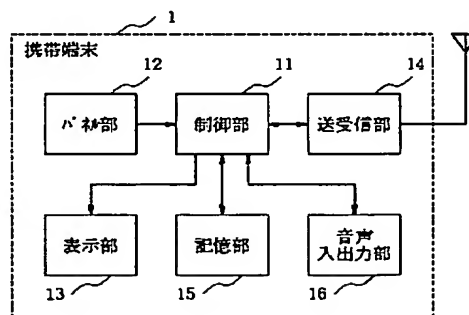 1
携帯端末
12
11
14
ﾊﾟﾈﾙ部
制御部
送受信部
表示部
記憶部
音声
入出力部
13
15
16